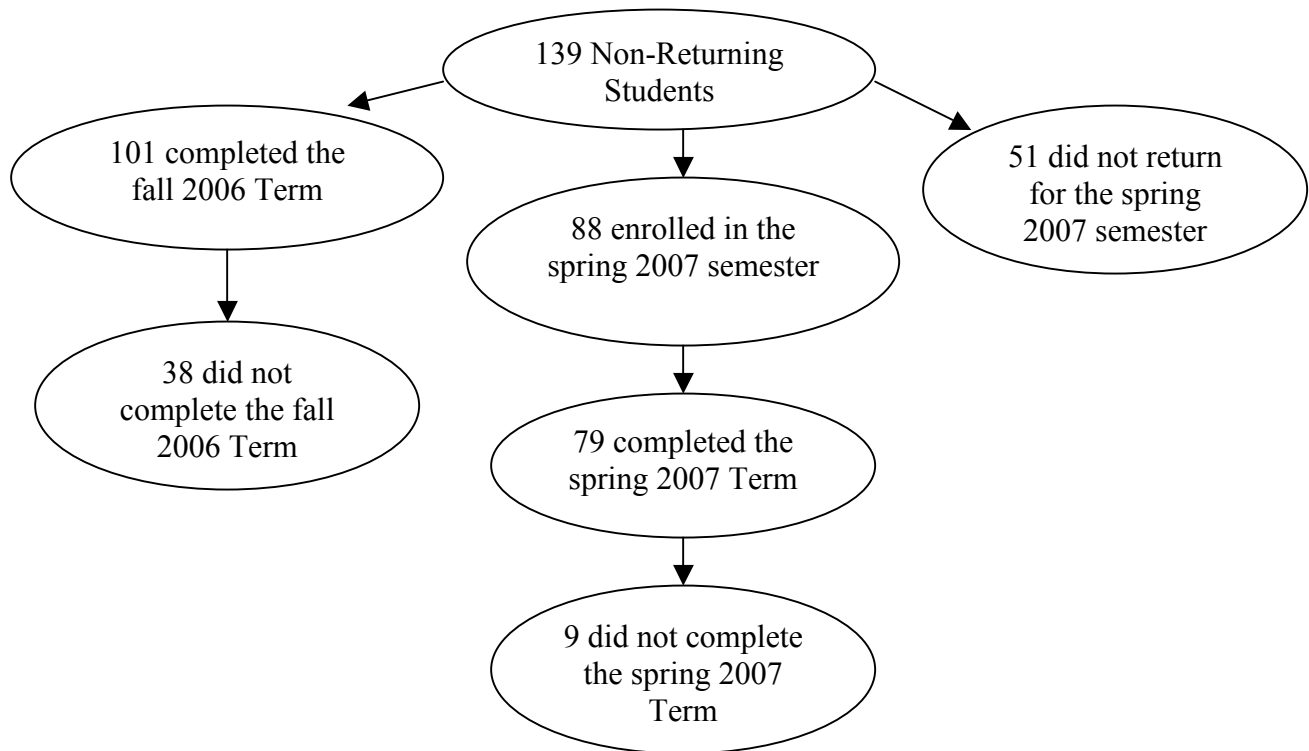 139 Non-Returning
Students
101 completed the
fall 2006 Term
51 did not return
for the spring
2007 semester
88 enrolled in the
spring 2007 semester
38 did not
complete the fall
2006 Term
79 completed the
spring 2007 Term
9 did not complete
the spring 2007
Term